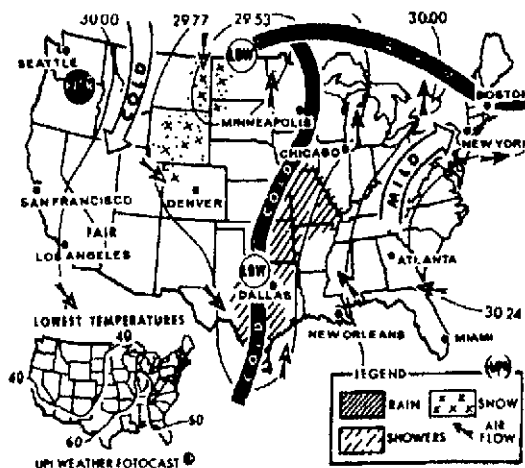 30.00
29.77
29.53
30.00
SEATTLE
LOW
COLD
BOSTON
MINNEAPOLIS
NEW YORK
CHICAGO
COLD
MILD
SAN FRANCISCO
DENVER
FAIR
LOS ANGELES
LOW
ATLANTA
DALLAS
30.24
COLD
LOWEST TEMPERATURES
NEW ORLEANS
MIAMI
40
40
LEGEND
RAIN
SNOW
SHOWERS
AIR FLOW
60
60
UPI WEATHER FOTOCAST ©